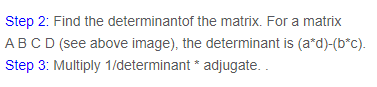 Step 2: Find the determinantof the matrix. For a matrix
A B C D (see above image), the determinant is (a*d)-(b*c).
Step 3: Multiply 1/determinant * adjugate. .